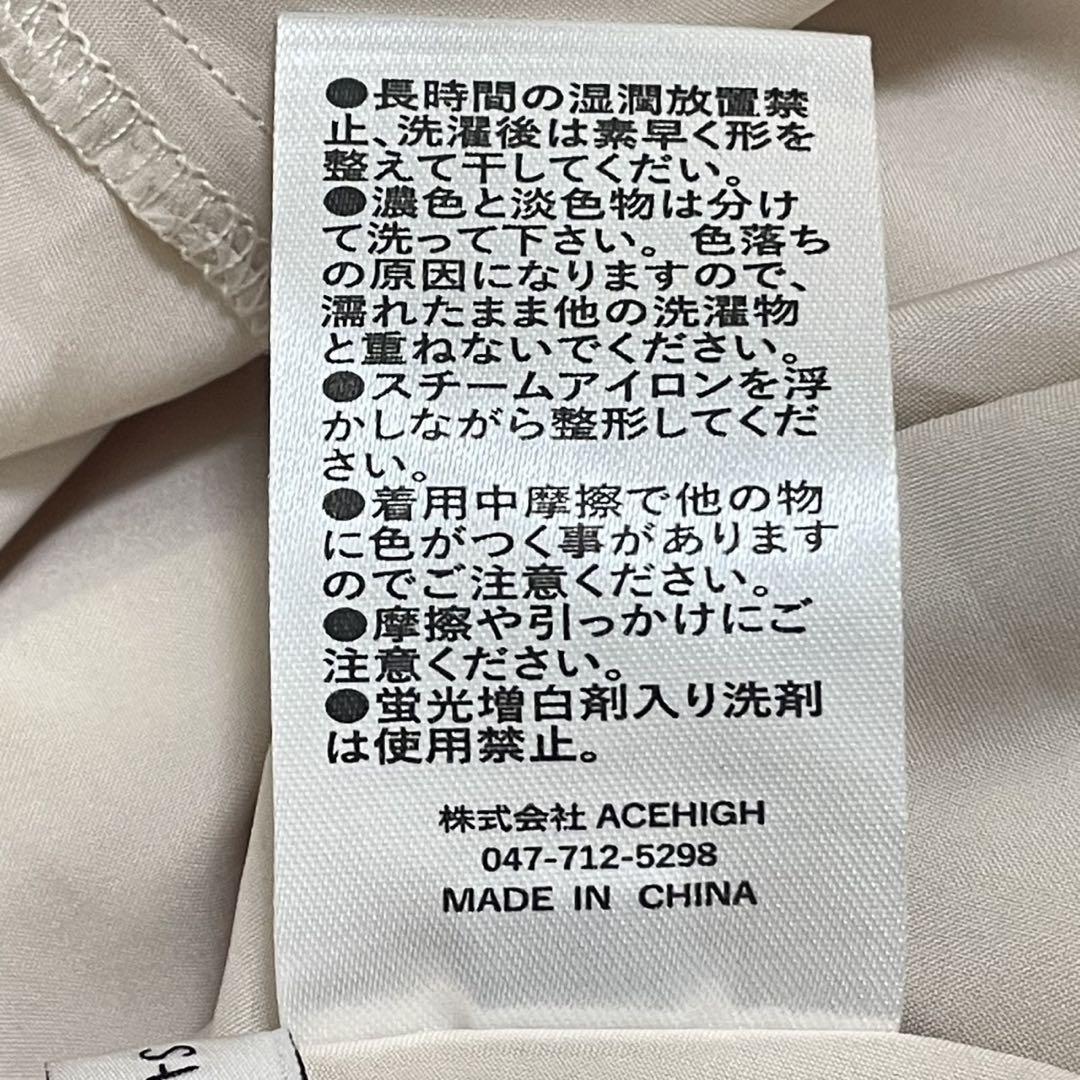 ●長時間の湿潤放置禁
止、洗濯後は素早く形を
整えて干してくだい。
●濃色と淡色物は分け
て洗って下さい。色落ち
の原因になりますので、
濡れたまま他の洗濯物
と重ねないでください。
●スチームアイロンを浮
かしながら整形してくだ
さい。
●着用中摩擦で他の物
に色がつく事があります
のでご注意ください。
●摩擦や引っかけにご
注意ください。
●蛍光増白剤入り洗剤
は使用禁止。
株式会社 ACEHIGH
047-712-5298
MADE IN CHINA